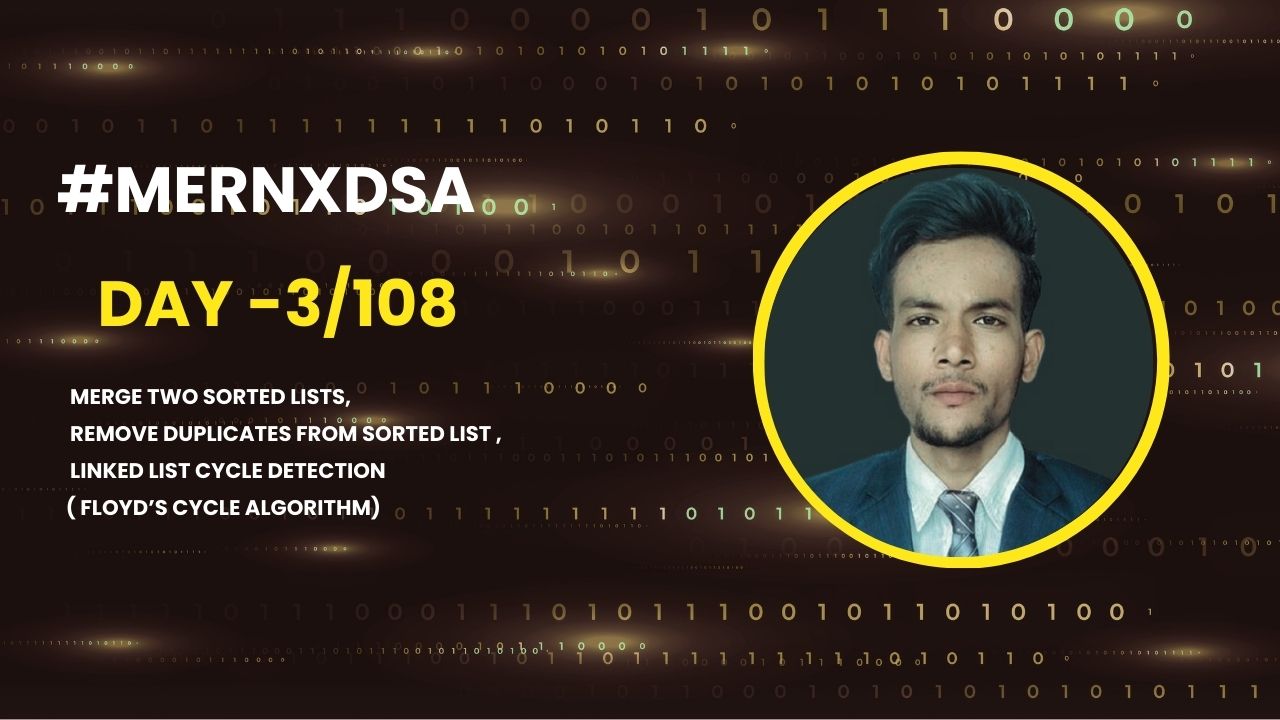 #MERNXDSA
DAY -3/108
MERGE TWO SORTED LISTS,
REMOVE DUPLICATES FROM SORTED LIST ,
LINKED LIST CYCLE DETECTION
( FLOYD'S CYCLE ALGORITHM)